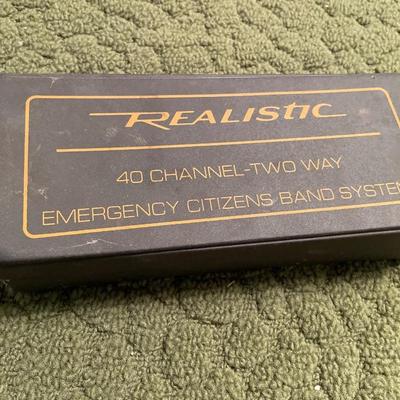 REALISTIC
40 CHANNEL-TWO WAY
EMERGENCY CITIZENS BAND SYSTEM